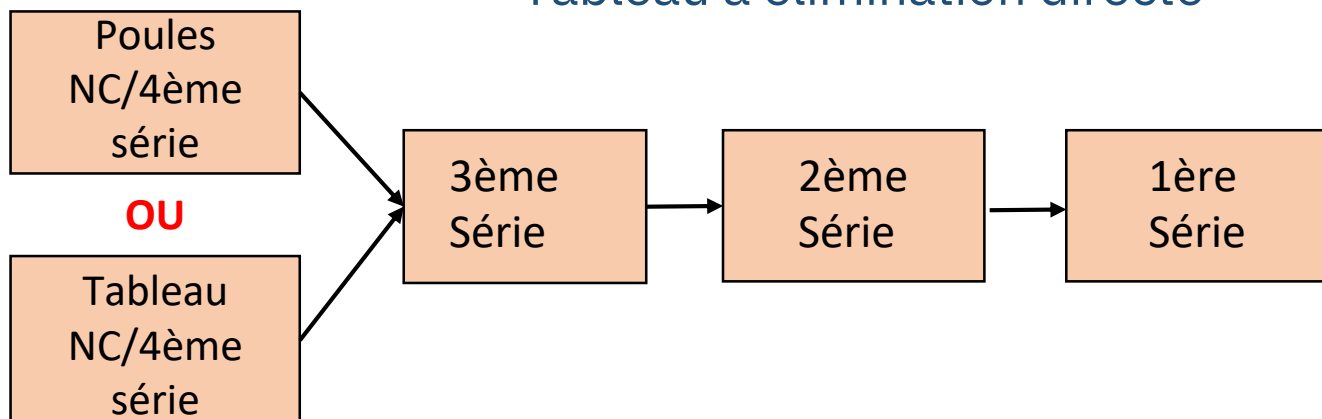 Tableau à élimination directe
Poules
NC/4ème
série
OU
Tableau
NC/4ème
série
3ème
Série
2ème
Série
1ère
Série